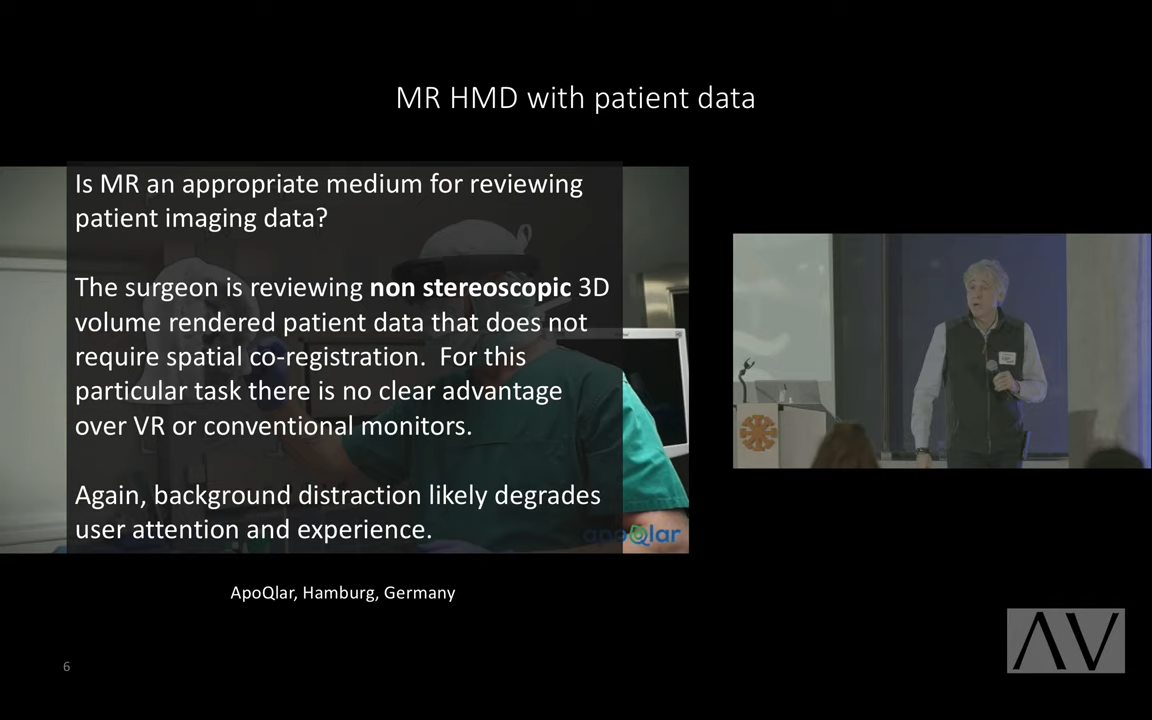 MR HMD with patient data
Is MR an appropriate medium for reviewing
patient imaging data?
The surgeon is reviewing non stereoscopic 3D
volume rendered patient data that does not
require spatial co-registration. For this
particular task there is no clear advantage
over VR or conventional monitors.
Again, background distraction likely degrades
user attention and experience.
apoQlar
ApoQlar, Hamburg, Germany
6
AV